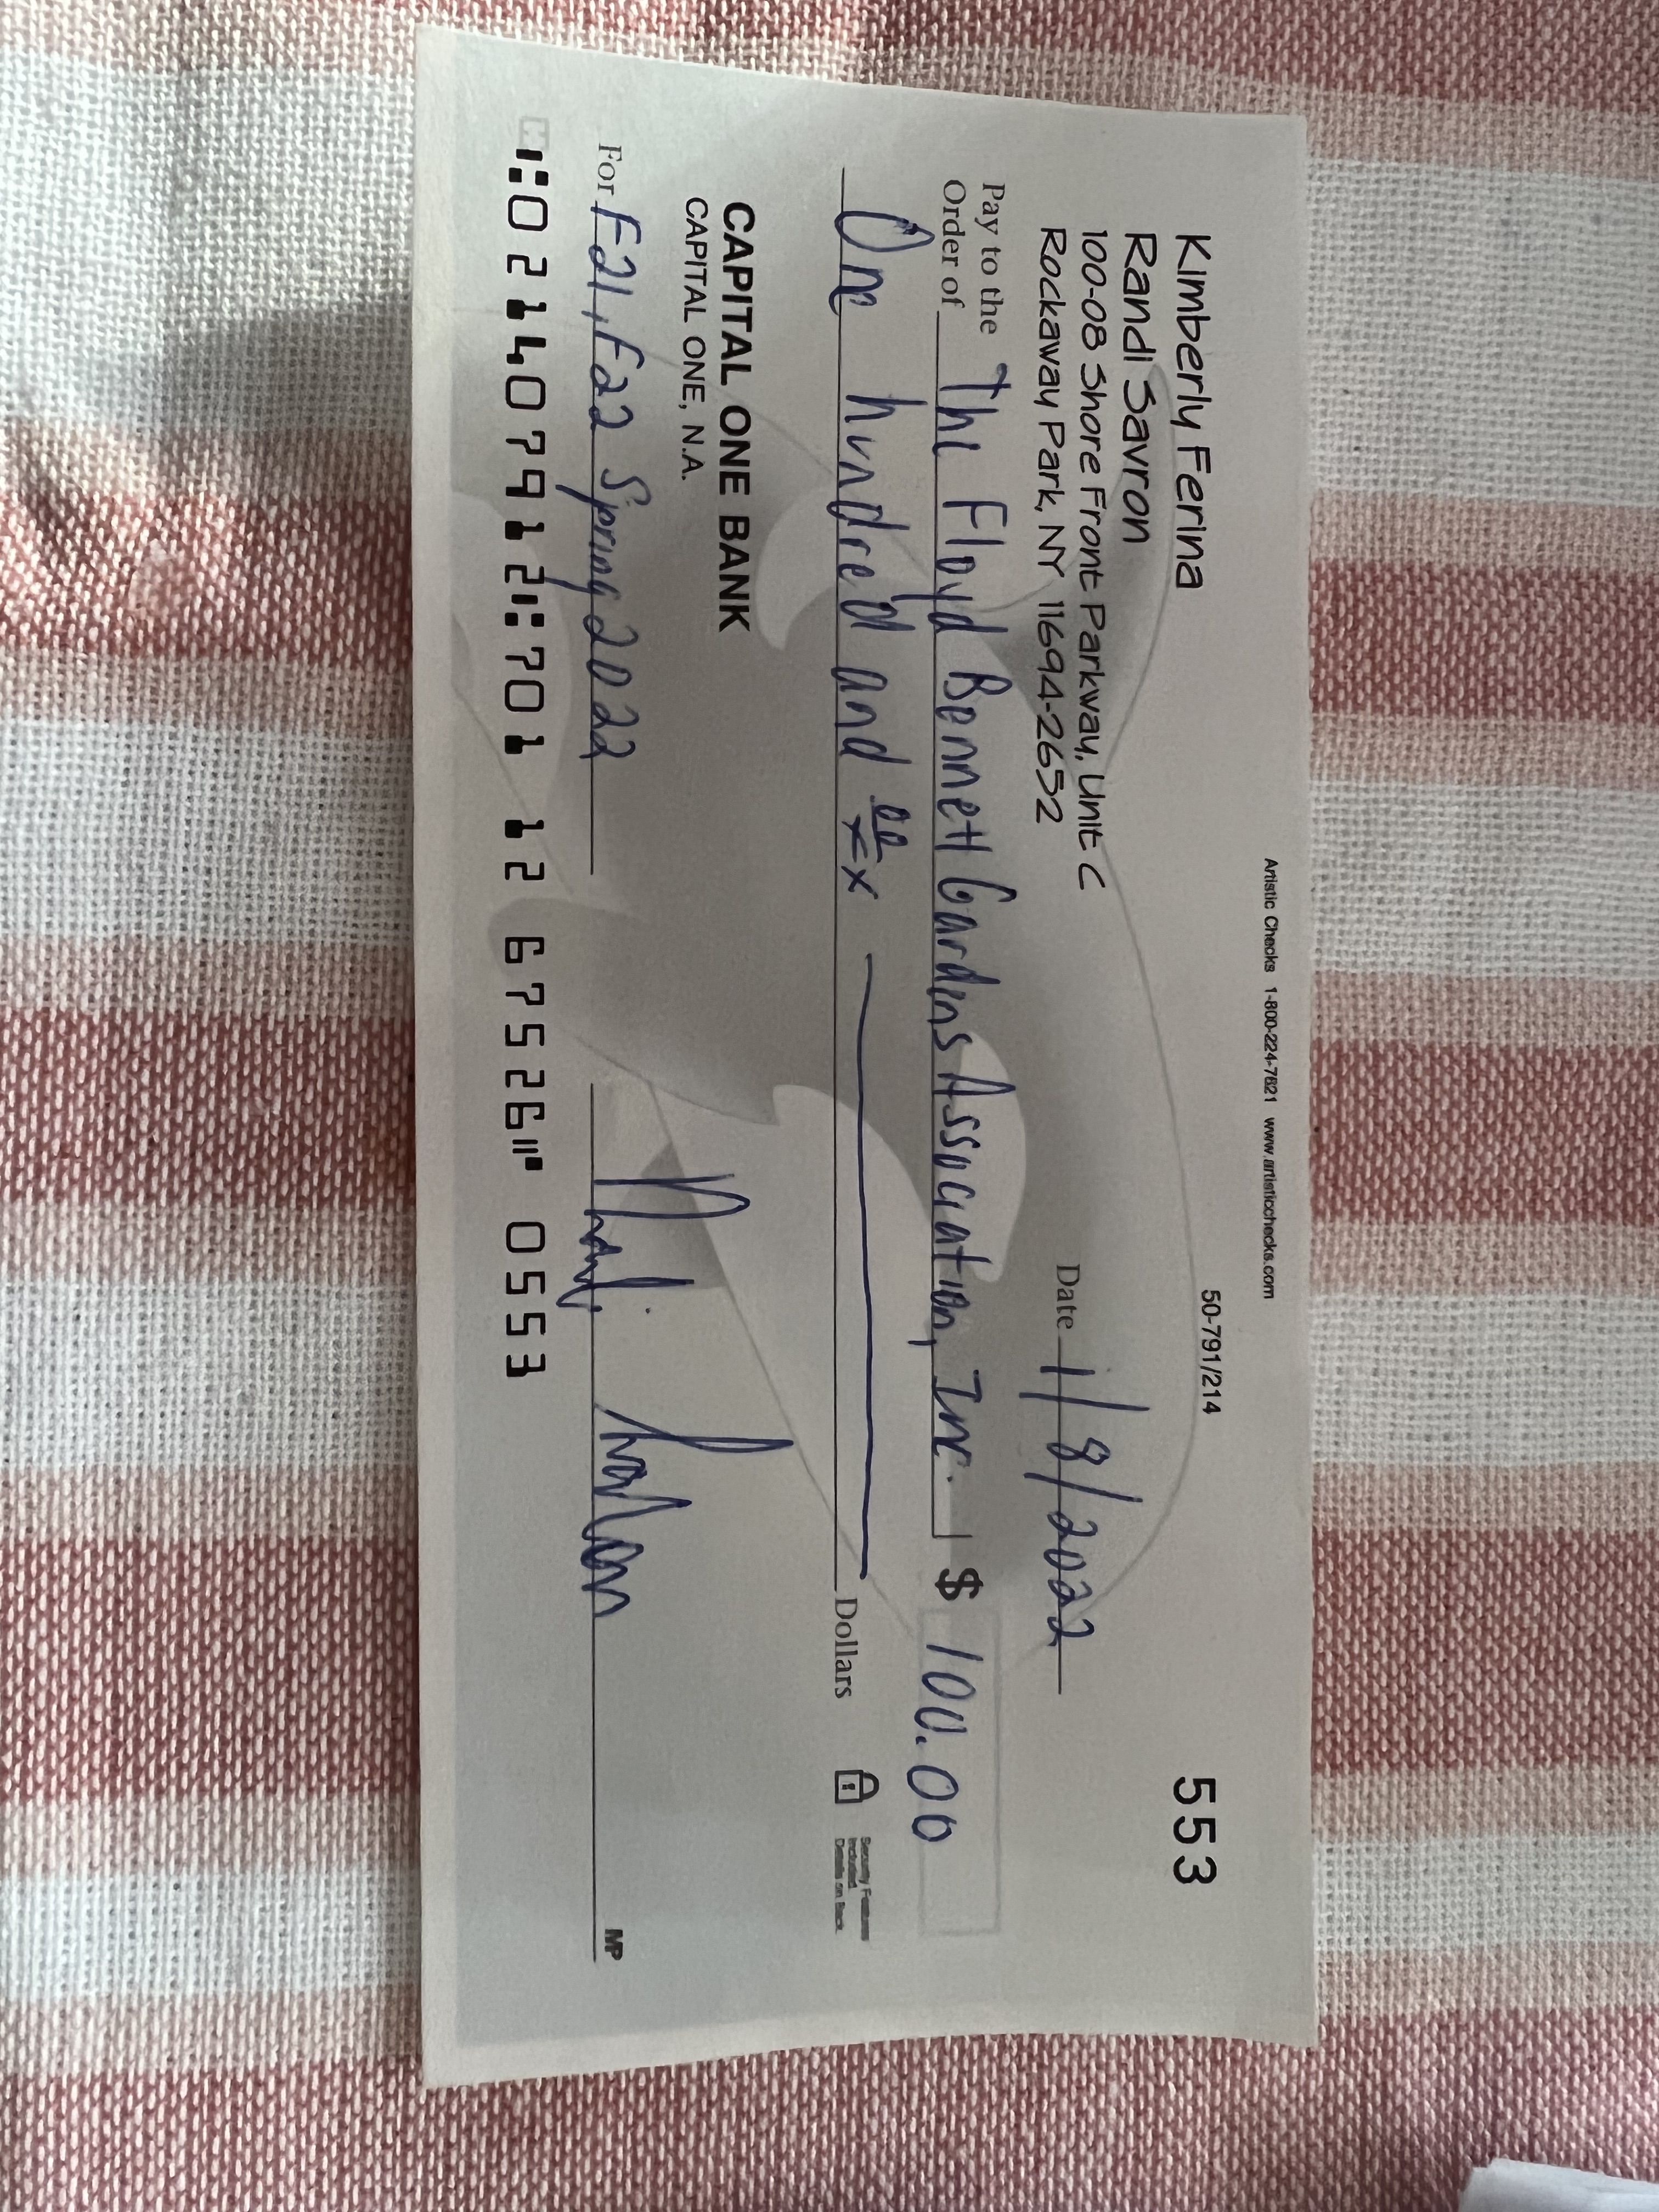 Artistic Checks 1-800-224-7821 www.artisticchecks.com
Kimberly Ferina
50-791/214
553
Randi Savron
100-08 Shore Front Parkway, Unit C
Rockaway Park, NY 11694-2652
Date 1/8/2022
Pay to the
Order of The Floyd Bennett Gardens Association, Inc. $ 100.00
One hundred and 00/xx Dollars
Security Features
Included.
Details on Back.
CAPITAL ONE BANK
CAPITAL ONE, N.A.
For F21, F22 Spring 2022
Randi Savron
MP
⑆021407912⑆701 12 67526⑈ 0553